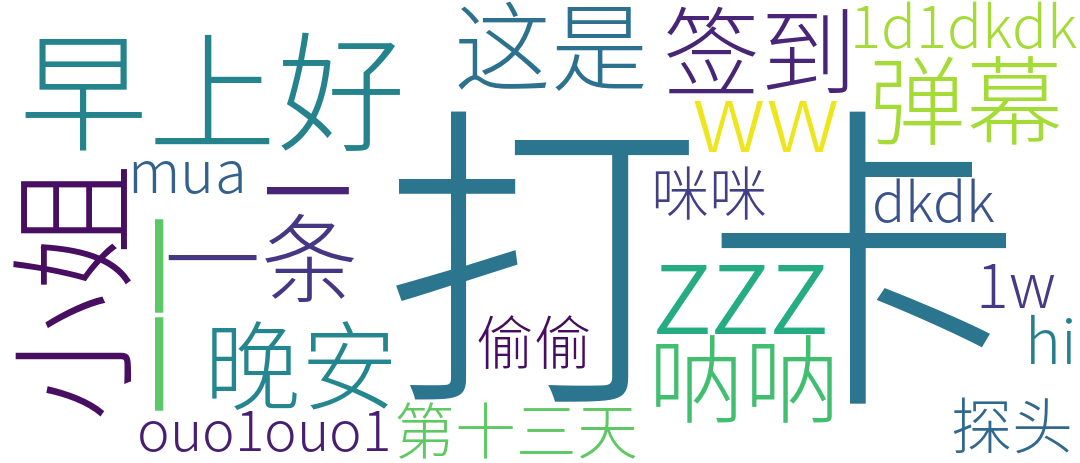 早上好
这是
签到
1d1dkdk
弹幕
ww
打卡
mua
小姐
一
一一
一条
咪咪
dkdk
zzz
1w
hi
晚安
偷偷
呐呐
ouo1ouo1
第十三天
探头